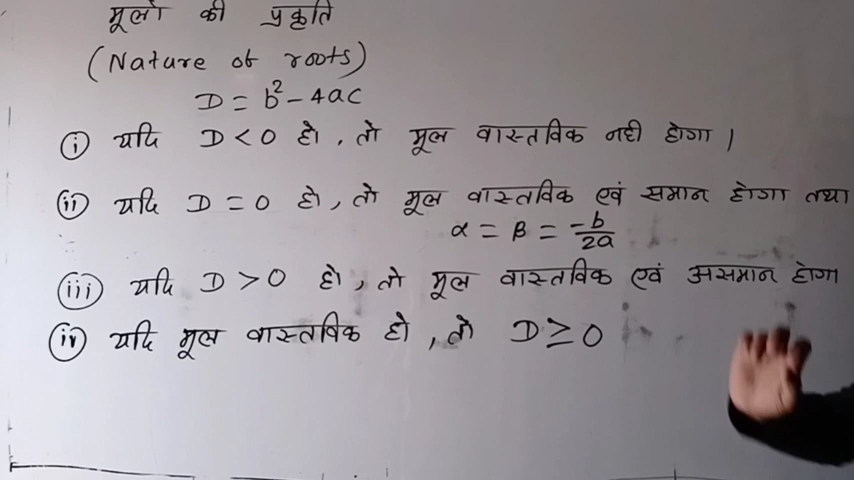 मूलों की प्रकृति
(Nature of roots)
D = b² - 4ac
(i) यदि D < 0 हो, तो मूल वास्तविक नही होगा।
(ii) यदि D = 0 हो, तो मूल वास्तविक एवं समान होगा तथा
α = β = -b/2a
(iii) यदि D > 0 हो, तो मूल वास्तविक एवं असमान होगा
(iv) यदि मूल वास्तविक हो, तो D ≥ 0